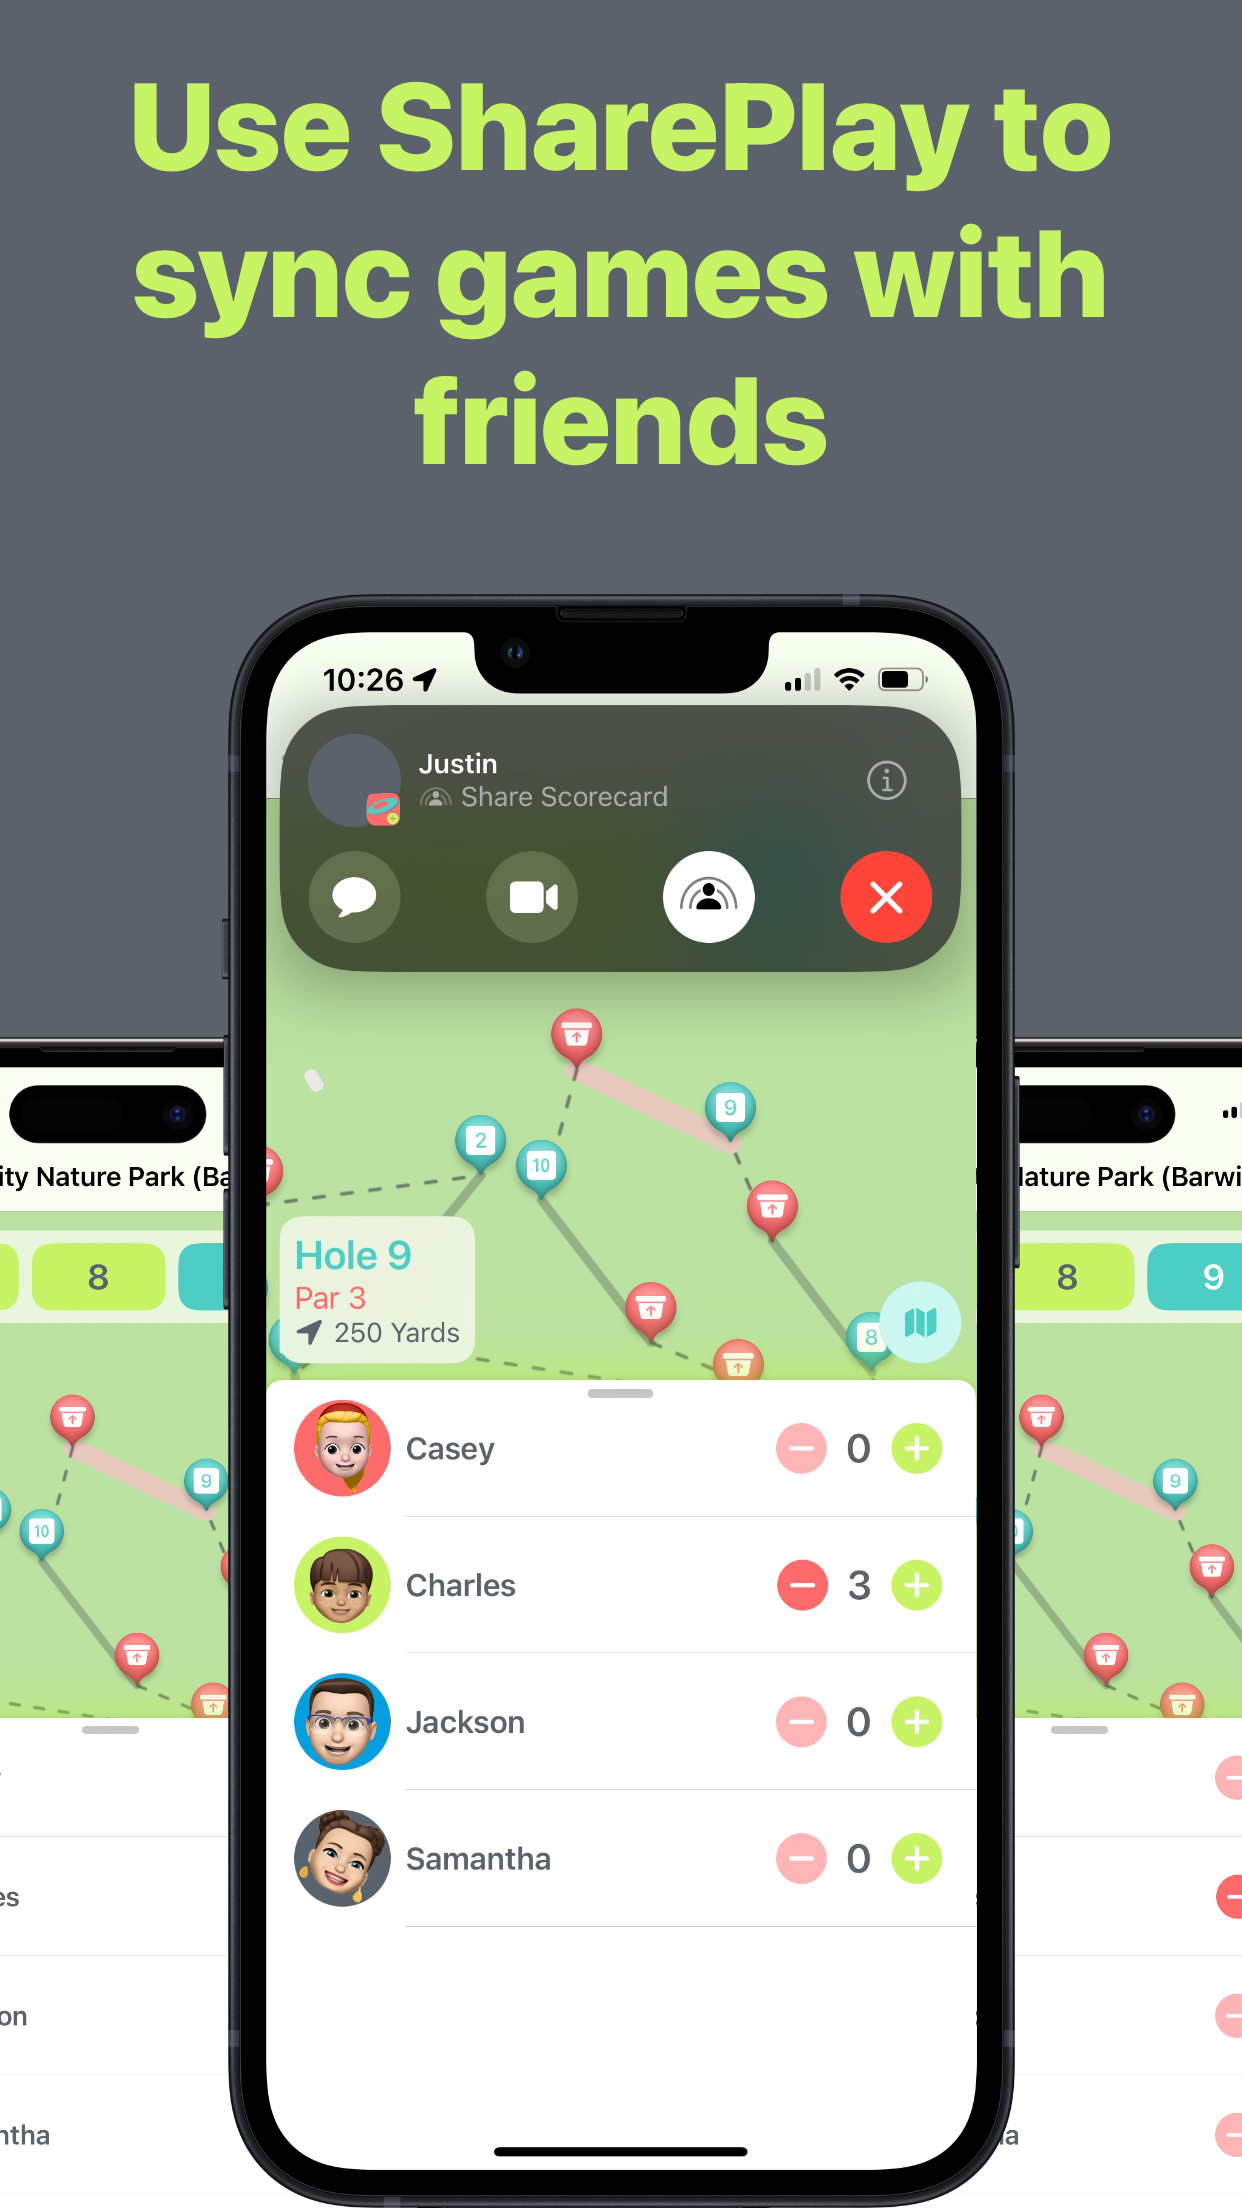 Use SharePlay to
sync games with
friends
10:26
Justin
Share Scorecard
9
2
10
Hole 9
Par 3
250 Yards
8
Casey
0
Charles
3
Jackson
0
Samantha
0
ity Nature Park (Ba
8
9
10
es
on
ntha
Nature Park (Barwi
8
9
9